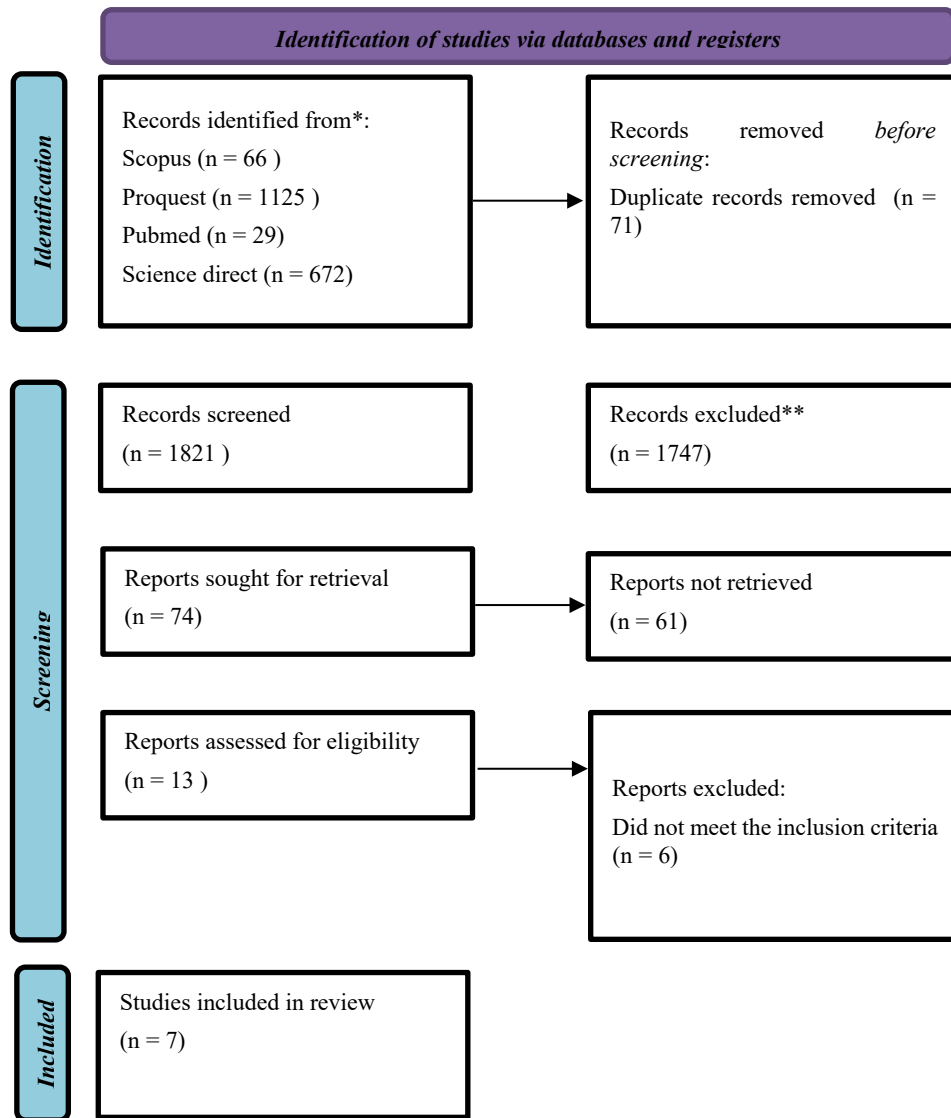 Identification of studies via databases and registers
Identification
Records identified from*:
Scopus (n = 66 )
Proquest (n = 1125 )
Pubmed (n = 29)
Science direct (n = 672)
Records removed before
screening:
Duplicate records removed (n =
71)
Screening
Records screened
(n = 1821 )
Records excluded**
(n = 1747)
Reports sought for retrieval
(n = 74)
Reports not retrieved
(n = 61)
Reports assessed for eligibility
(n = 13 )
Reports excluded:
Did not meet the inclusion criteria
(n = 6)
Included
Studies included in review
(n = 7)